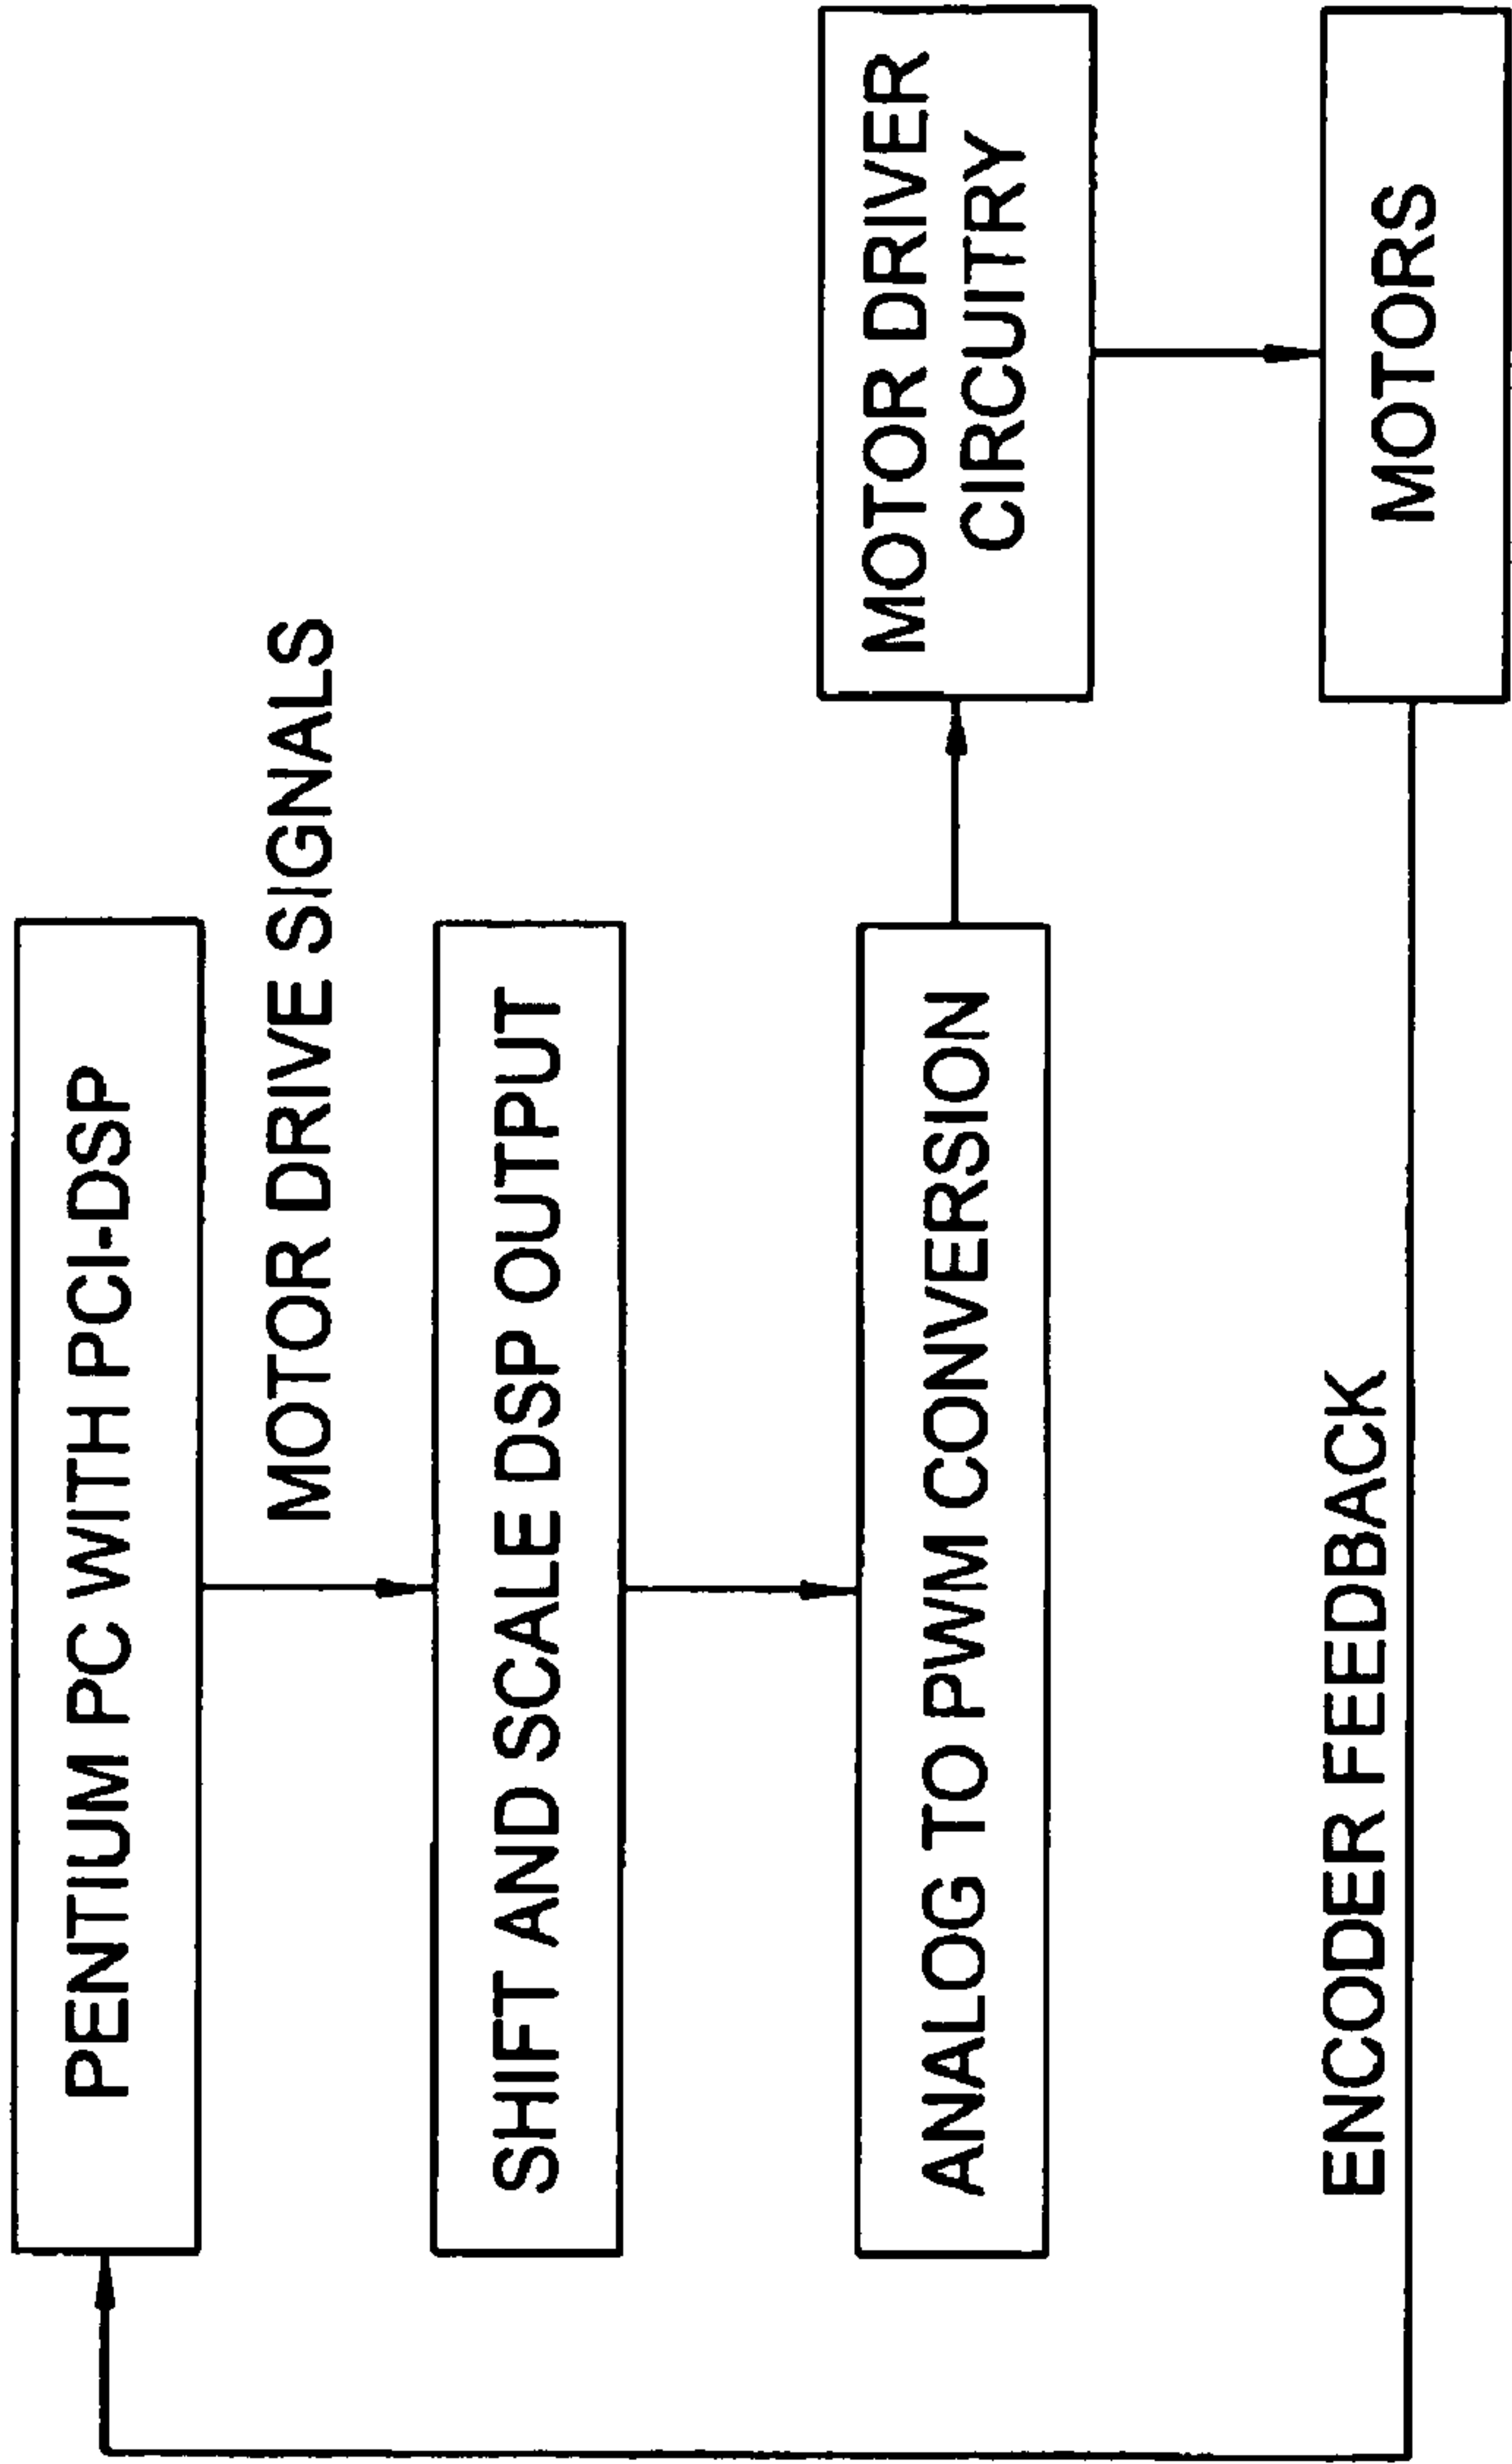 PENTIUM PC WITH PCI-DSP
MOTOR DRIVE SIGNALS
SHIFT AND SCALE DSP OUTPUT
ANALOG TO PWM CONVERSION
MOTOR DRIVER
CIRCUITRY
MOTORS
ENCODER FEEDBACK